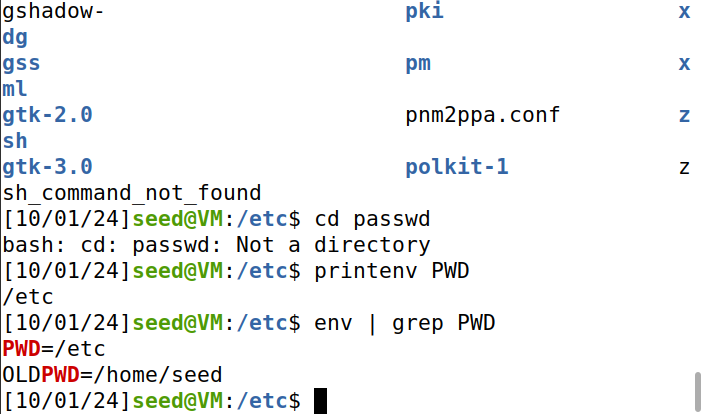 gshadow-                       pki                  x
dg
gss                            pm                   x
ml
gtk-2.0                        pnm2ppa.conf         z
sh
gtk-3.0                        polkit-1             z
sh_command_not_found
[10/01/24]seed@VM:/etc$ cd passwd
bash: cd: passwd: Not a directory
[10/01/24]seed@VM:/etc$ printenv PWD
/etc
[10/01/24]seed@VM:/etc$ env | grep PWD
PWD=/etc
OLDPWD=/home/seed
[10/01/24]seed@VM:/etc$